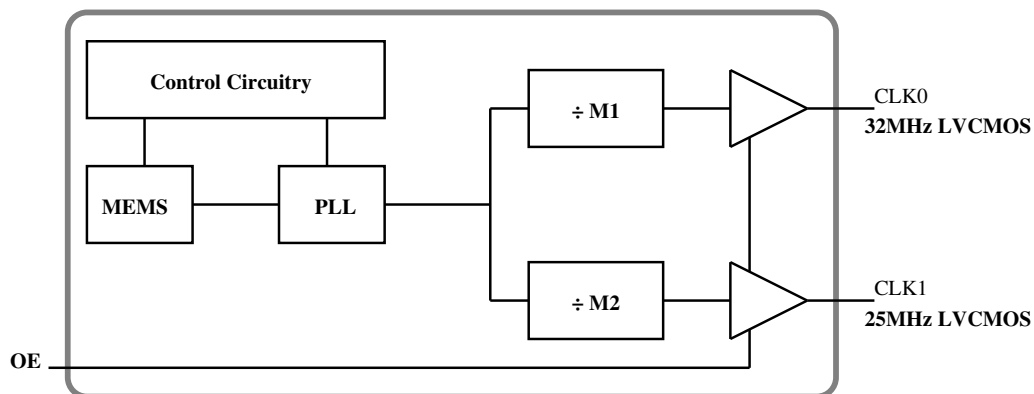 Control Circuitry
MEMS
PLL
÷ M1
÷ M2
CLK0
32MHz LVCMOS
CLK1
25MHz LVCMOS
OE